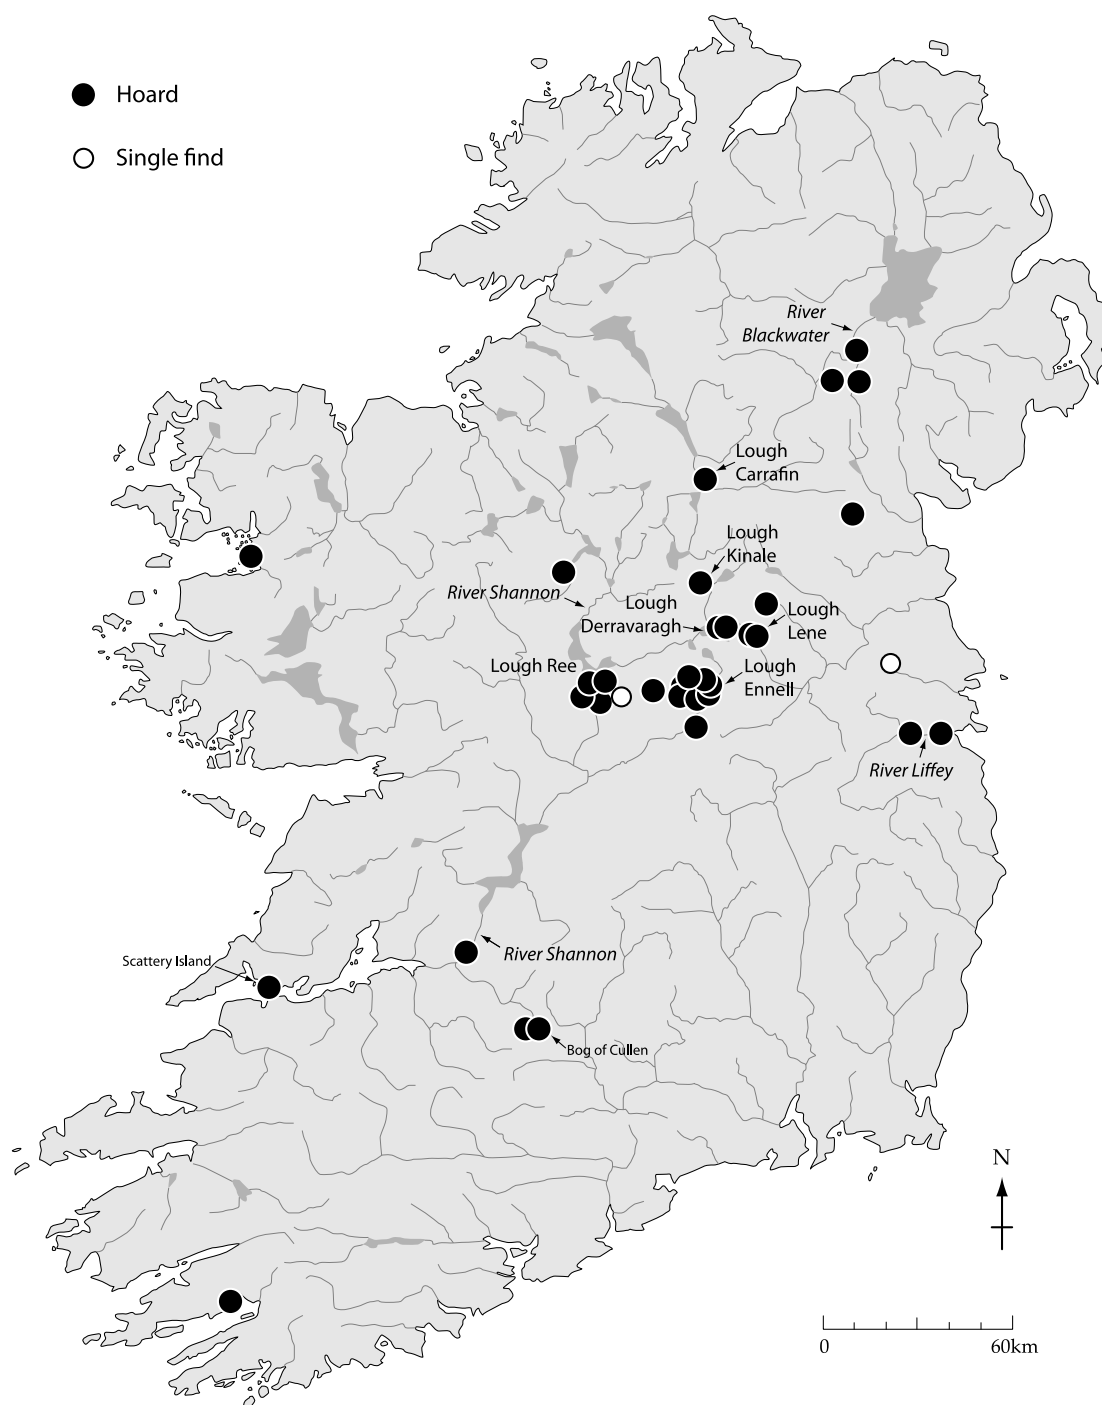 Hoard
Single find
River
Blackwater
Lough
Carrafin
Lough
Kinale
River Shannon
Lough
Derravaragh
Lough
Lene
Lough Ree
Lough
Ennell
River Liffey
River Shannon
Scattery Island
Bog of Cullen
N
0
60km